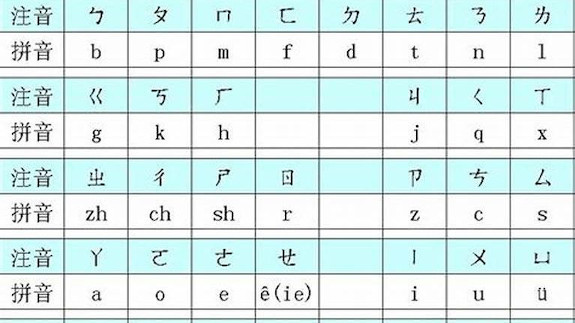 注音 ㄅ ㄆ ㄇ ㄈ ㄉ ㄊ ㄋ ㄌ
拼音 b p m f d t n l
注音 ㄍ ㄎ ㄏ ㄐ ㄑ ㄒ
拼音 g k h j q x
注音 ㄓ ㄔ ㄕ ㄖ ㄗ ㄘ ㄙ
拼音 zh ch sh r z c s
注音 ㄚ ㄛ ㄜ ㄝ ㄧ ㄨ ㄩ
拼音 a o e ê(ie) i u ü